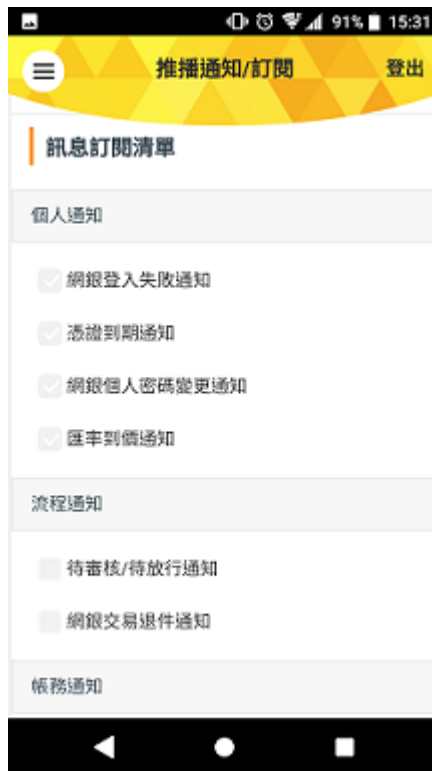 91% 15:31
推播通知/訂閱 登出
訊息訂閱清單
個人通知
網銀登入失敗通知
憑證到期通知
網銀個人密碼變更通知
匯率到價通知
流程通知
待審核/待放行通知
網銀交易退件通知
帳務通知